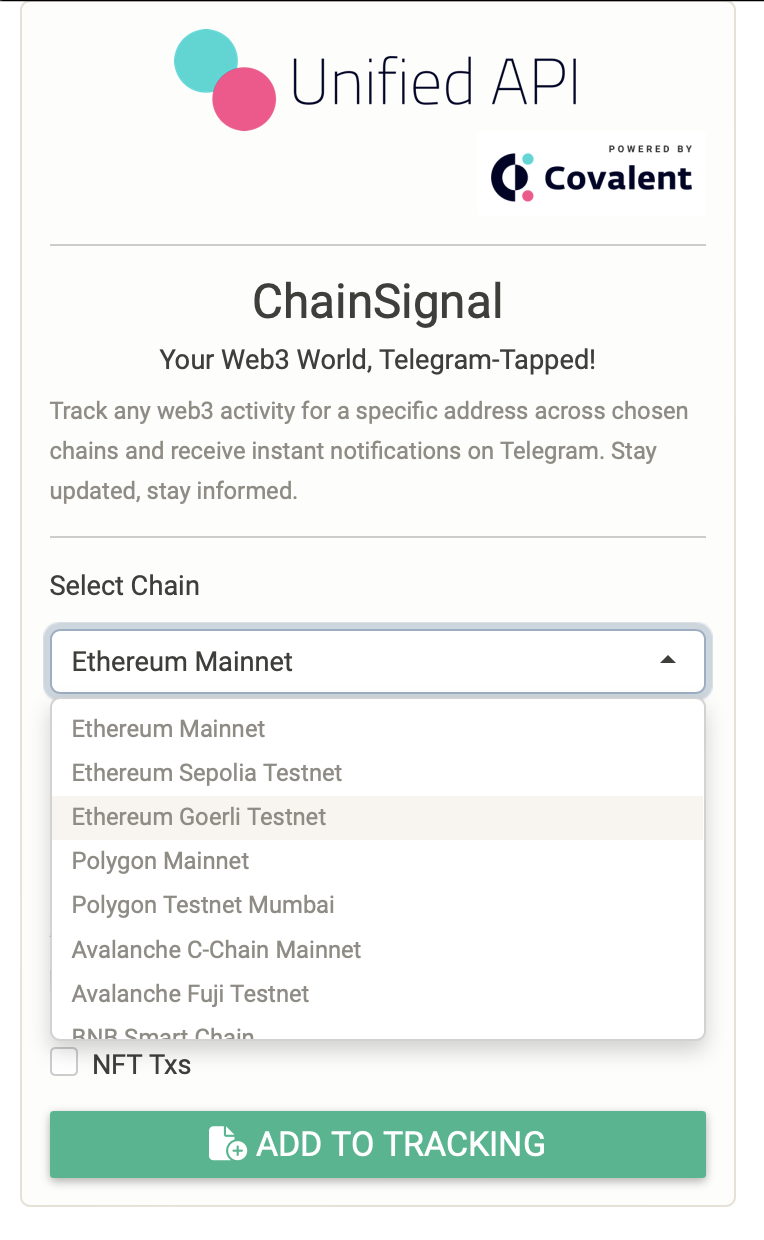 Unified API
POWERED BY
Covalent
ChainSignal
Your Web3 World, Telegram-Tapped!
Track any web3 activity for a specific address across chosen
chains and receive instant notifications on Telegram. Stay
updated, stay informed.
Select Chain
Ethereum Mainnet
Ethereum Mainnet
Ethereum Sepolia Testnet
Ethereum Goerli Testnet
Polygon Mainnet
Polygon Testnet Mumbai
Avalanche C-Chain Mainnet
Avalanche Fuji Testnet
BNB Smart Chain
NFT Txs
ADD TO TRACKING